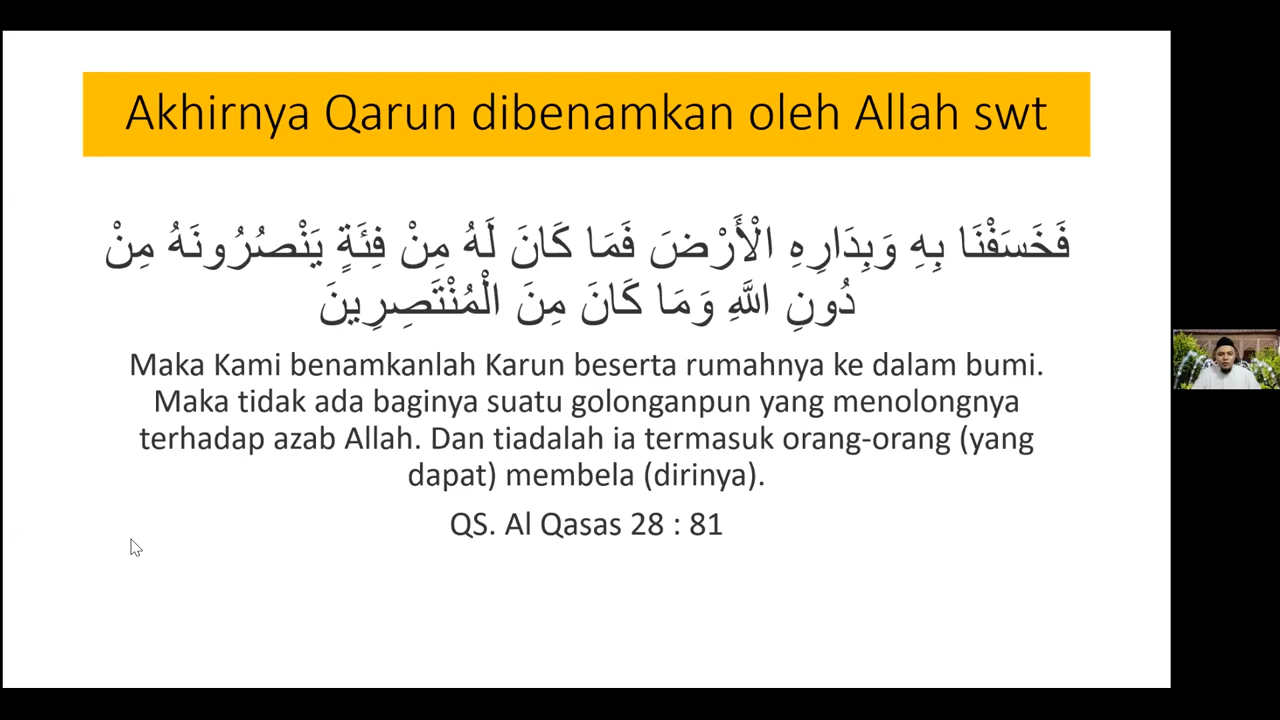 Akhirnya Qarun dibenamkan oleh Allah swt
فَخَسَفْنَا بِهِ وَبِدَارِهِ الْأَرْضَ فَمَا كَانَ لَهُ مِنْ فِئَةٍ يَنْصُرُونَهُ مِنْ
دُونِ اللَّهِ وَمَا كَانَ مِنَ الْمُنْتَصِرِينَ
Maka Kami benamkanlah Karun beserta rumahnya ke dalam bumi.
Maka tidak ada baginya suatu golonganpun yang menolongnya
terhadap azab Allah. Dan tiadalah ia termasuk orang-orang (yang
dapat) membela (dirinya).
QS. Al Qasas 28 : 81